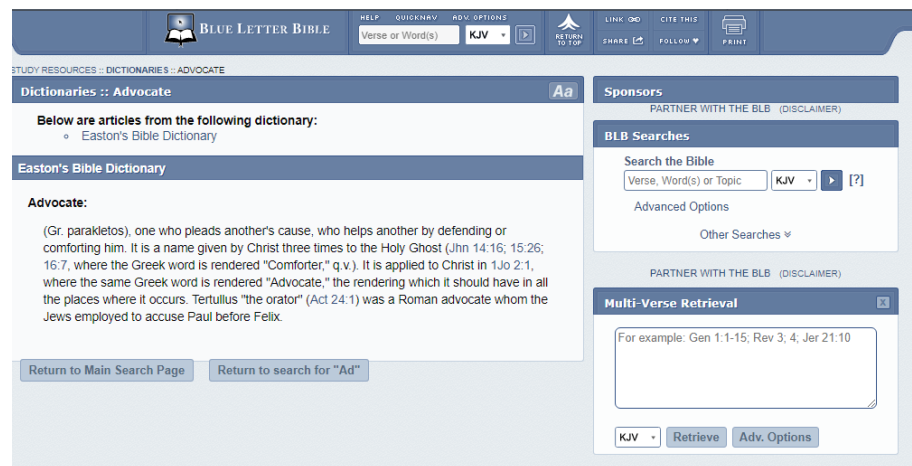 BLUE LETTER BIBLE
HELP QUICKNAV ADV. OPTIONS
Verse or Word(s) KJV
RETURN
TO TOP
LINK CITE THIS
SHARE FOLLOW
PRINT
STUDY RESOURCES :: DICTIONARIES :: ADVOCATE
Dictionaries :: Advocate Aa
Below are articles from the following dictionary:
Easton's Bible Dictionary
Easton's Bible Dictionary
Advocate:
(Gr. parakletos), one who pleads another's cause, who helps another by defending or
comforting him. It is a name given by Christ three times to the Holy Ghost (Jhn 14:16; 15:26;
16:7, where the Greek word is rendered "Comforter," q.v.). It is applied to Christ in 1Jo 2:1,
where the same Greek word is rendered "Advocate," the rendering which it should have in all
the places where it occurs. Tertullus "the orator" (Act 24:1) was a Roman advocate whom the
Jews employed to accuse Paul before Felix.
Return to Main Search Page Return to search for "Ad"
Sponsors
PARTNER WITH THE BLB (DISCLAIMER)
BLB Searches
Search the Bible
Verse, Word(s) or Topic KJV [?]
Advanced Options
Other Searches
PARTNER WITH THE BLB (DISCLAIMER)
Multi-Verse Retrieval X
For example: Gen 1:1-15; Rev 3; 4; Jer 21:10
KJV Retrieve Adv. Options